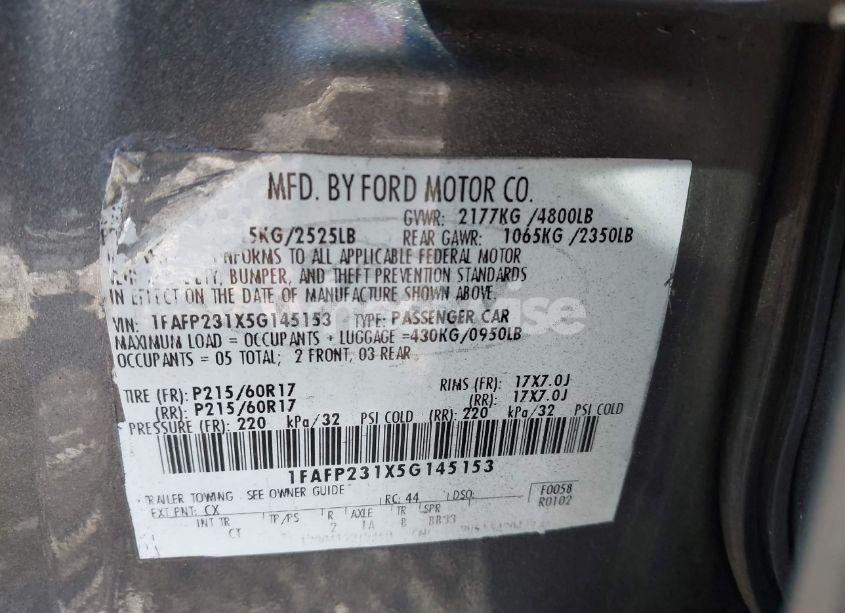 MFD. BY FORD MOTOR CO.
GVWR: 2177KG /4800LB
5KG/2525LB REAR GAWR: 1065KG /2350LB
NFORMS TO ALL APPLICABLE FEDERAL MOTOR
TY, BUMPER, AND THEFT PREVENTION STANDARDS
IN EFFECT ON THE DATE OF MANUFACTURE SHOWN ABOVE.
VIN: 1FAFP231X5G145153 TYPE: PASSENGER CAR
MAXIMUM LOAD = OCCUPANTS + LUGGAGE =430KG/0950LB
OCCUPANTS = 05 TOTAL; 2 FRONT, 03 REAR
TIRE (FR): P215/60R17 RIMS (FR): 17X7.0J
(RR): P215/60R17 (RR): 17X7.0J
PRESSURE (FR): 220 kPa/32 PSI COLD (RR): 220 kPa/32 PSI COLD
1FAFP231X5G145153
TRAILER TOWING - SEE OWNER GUIDE RC: 44 DSO: F0058
EXT PNT: CX R0102
INT TR TP/PS R AXLE TR SPR
CT 2 1A B BB33